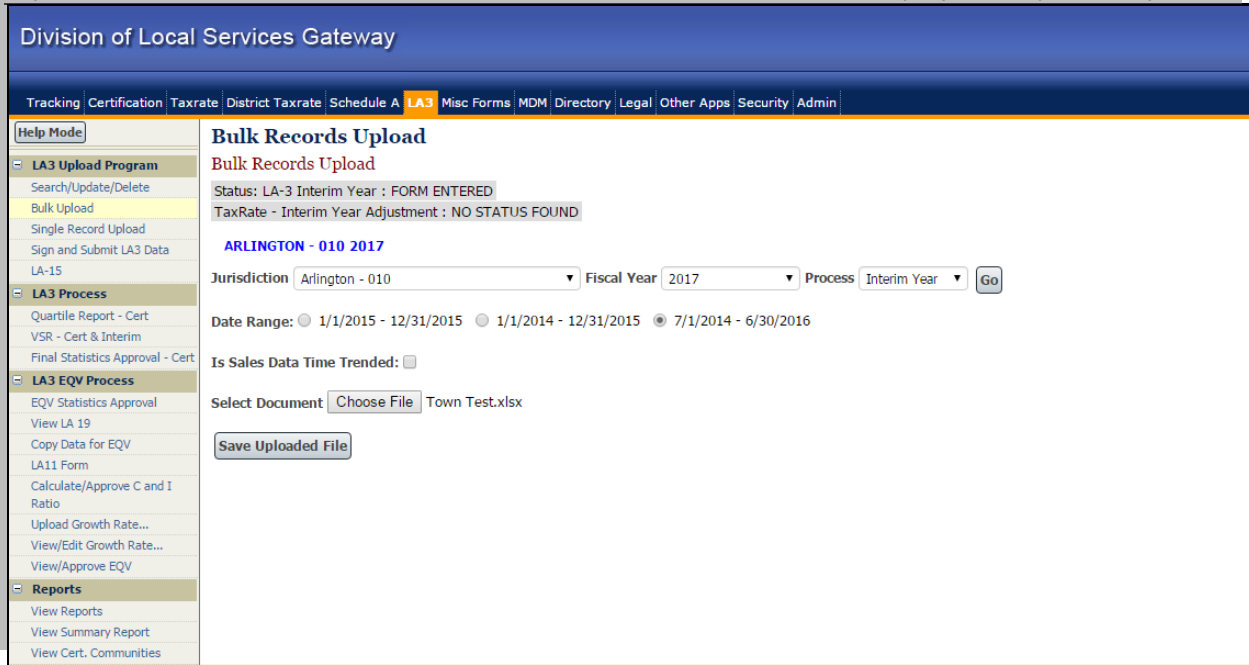 Division of Local Services Gateway
Tracking Certification Taxrate District Taxrate Schedule A LA3 Misc Forms MDM Directory Legal Other Apps Security Admin
Help Mode
LA3 Upload Program
Search/Update/Delete
Bulk Upload
Single Record Upload
Sign and Submit LA3 Data
LA-15
LA3 Process
Quartile Report - Cert
VSR - Cert & Interim
Final Statistics Approval - Cert
LA3 EQV Process
EQV Statistics Approval
View LA 19
Copy Data for EQV
LA11 Form
Calculate/Approve C and I
Ratio
Upload Growth Rate...
View/Edit Growth Rate...
View/Approve EQV
Reports
View Reports
View Summary Report
View Cert. Communities
Bulk Records Upload
Bulk Records Upload
Status: LA-3 Interim Year : FORM ENTERED
TaxRate - Interim Year Adjustment : NO STATUS FOUND
ARLINGTON - 010 2017
Jurisdiction Arlington - 010 Fiscal Year 2017 Process Interim Year Go
Date Range: 1/1/2015 - 12/31/2015 1/1/2014 - 12/31/2015 7/1/2014 - 6/30/2016
Is Sales Data Time Trended:
Select Document Choose File Town Test.xlsx
Save Uploaded File